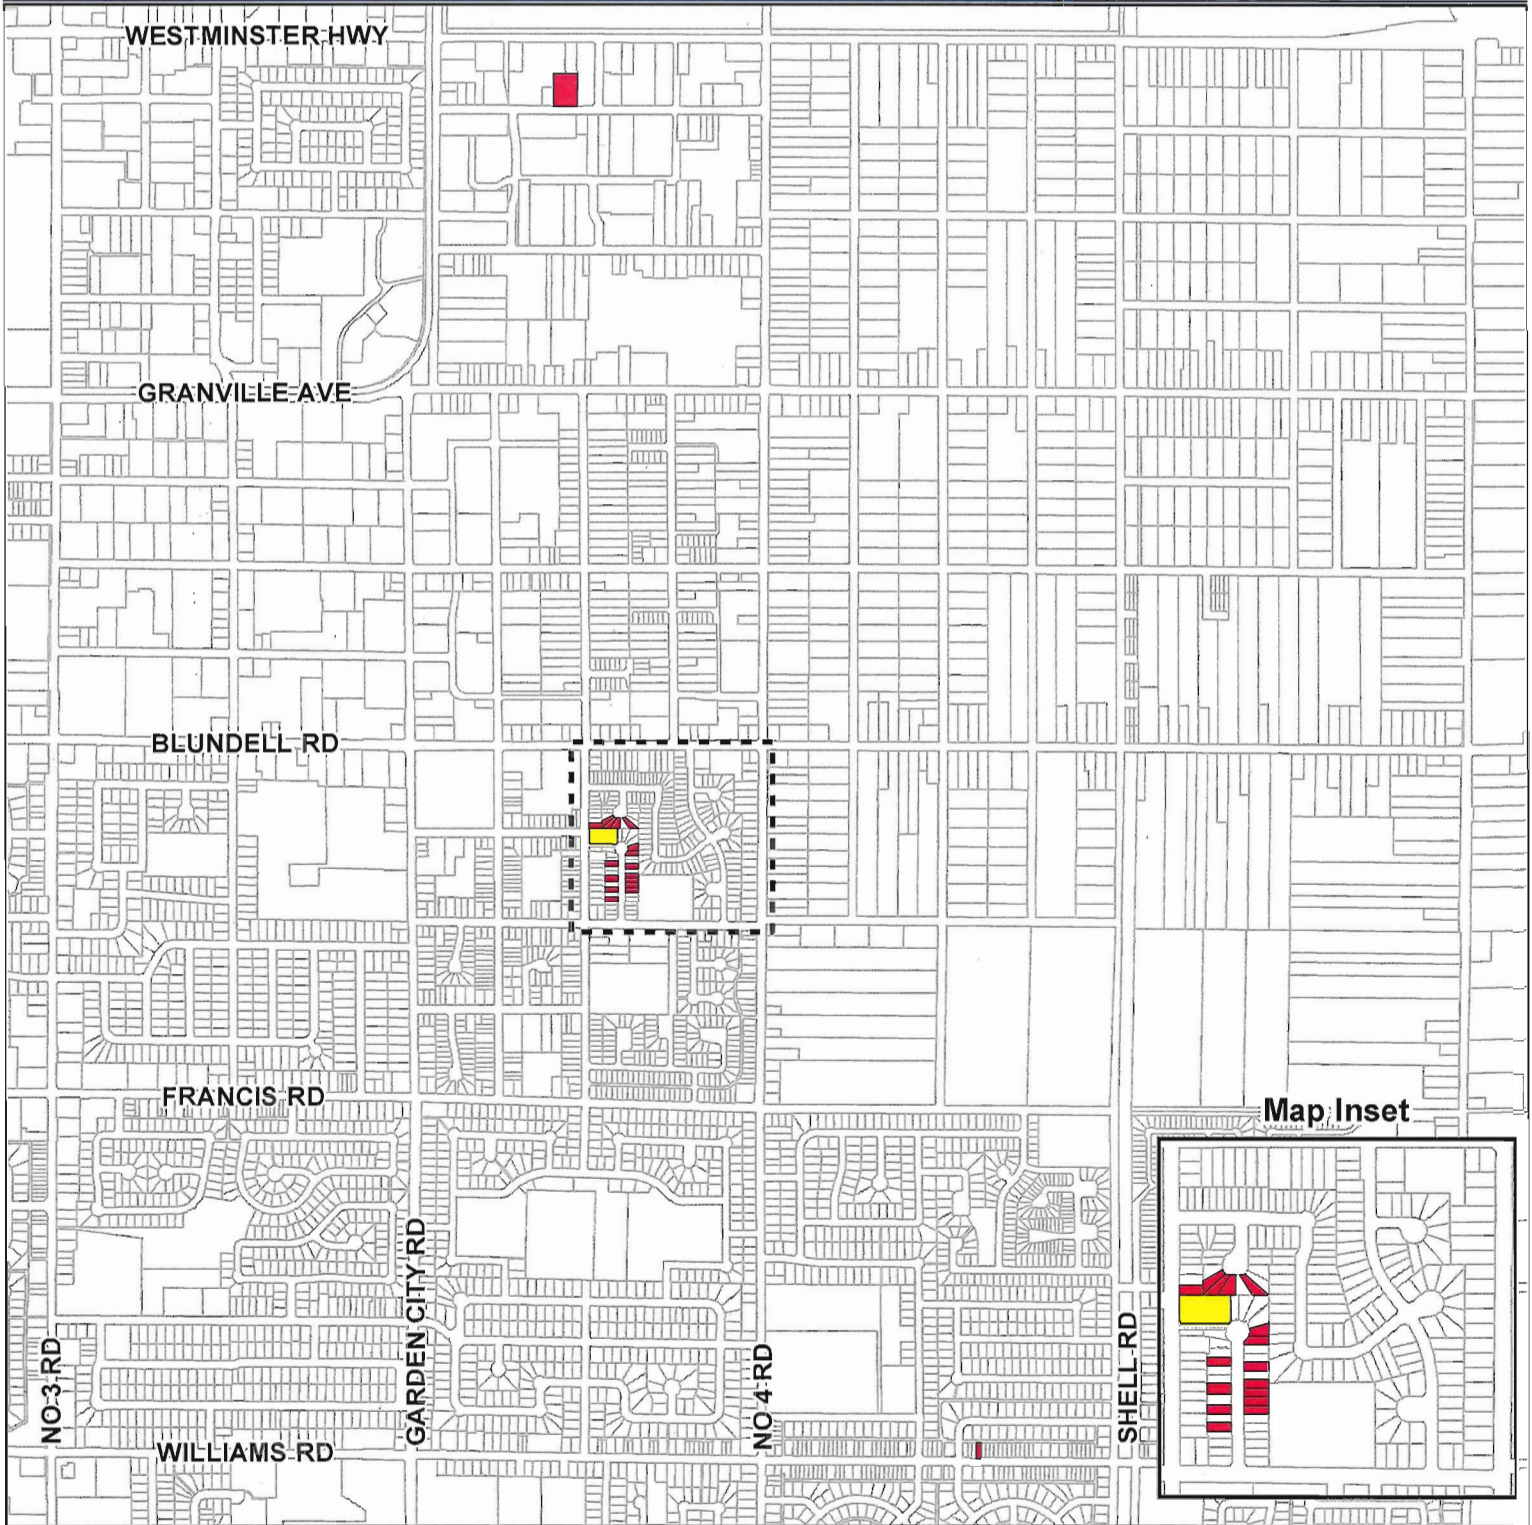 WESTMINSTER HWY
GRANVILLE AVE
BLUNDELL RD
FRANCIS RD
Map Inset
GARDEN CITY RD
NO 3 RD
NO 4 RD
SHELL RD
WILLIAMS RD